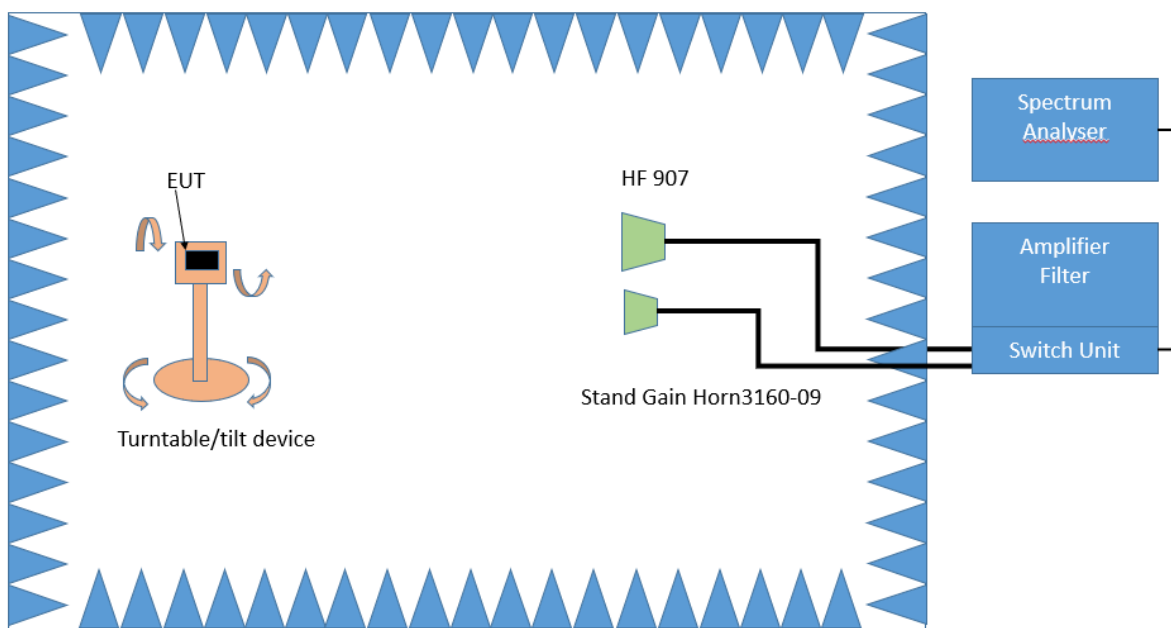 Spectrum
Analyser
EUT
HF 907
Amplifier
Filter
Switch Unit
Stand Gain Horn3160-09
Turntable/tilt device